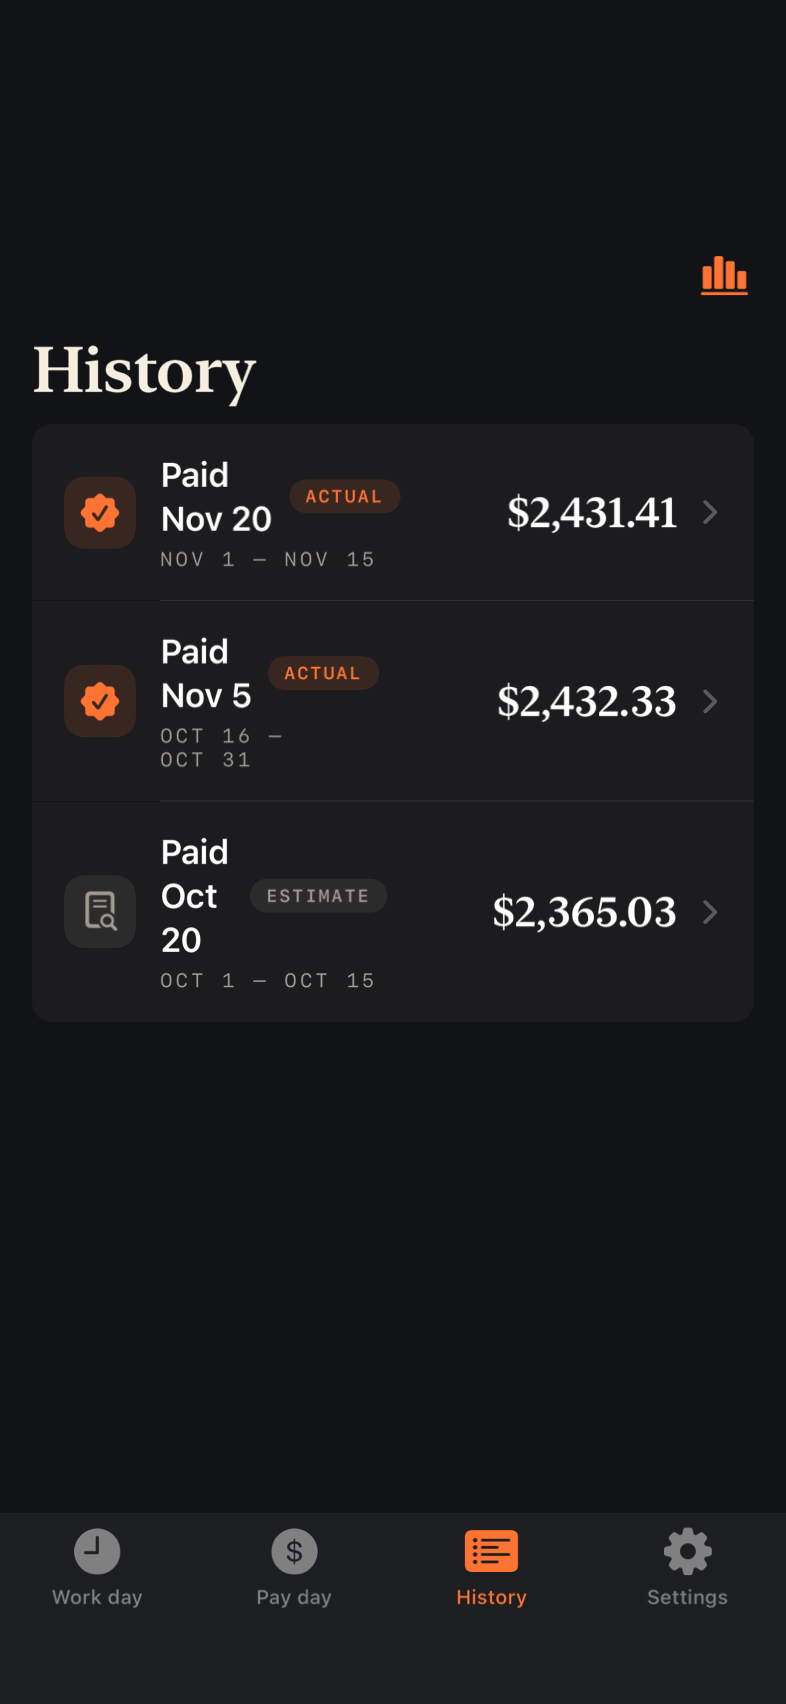 History
Paid
Nov 20
ACTUAL
NOV 1 — NOV 15
$2,431.41
Paid
Nov 5
ACTUAL
OCT 16 —
OCT 31
$2,432.33
Paid
Oct
20
ESTIMATE
OCT 1 — OCT 15
$2,365.03
$
Work day
Pay day
History
Settings